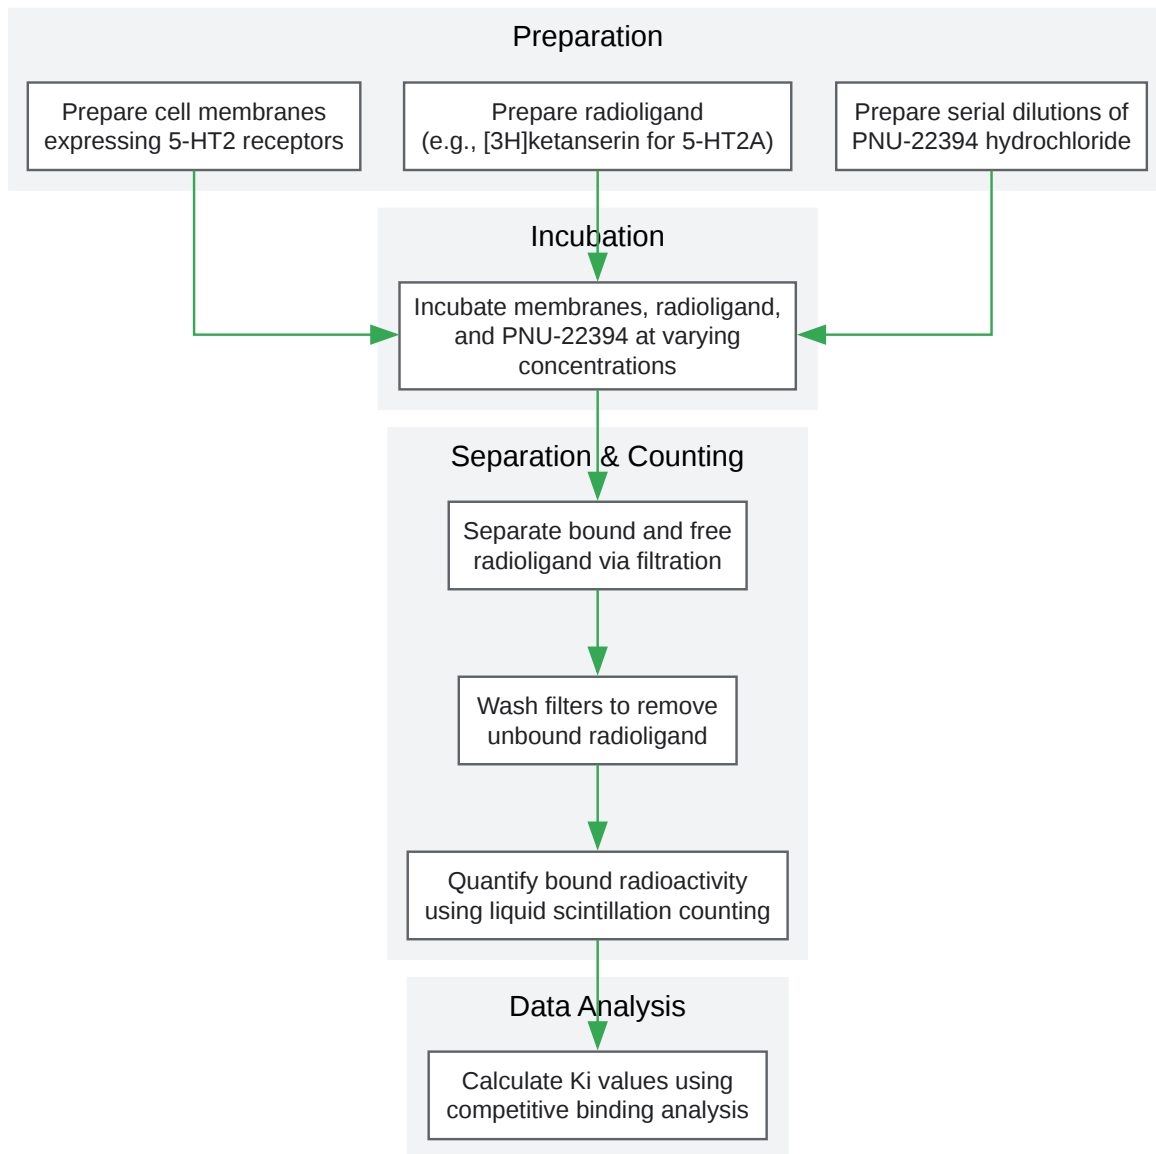 Preparation
Prepare cell membranes
expressing 5-HT2 receptors
Prepare radioligand
(e.g., [3H]ketanserin for 5-HT2A)
Prepare serial dilutions of
PNU-22394 hydrochloride
Incubation
Incubate membranes, radioligand,
and PNU-22394 at varying
concentrations
Separation & Counting
Separate bound and free
radioligand via filtration
Wash filters to remove
unbound radioligand
Quantify bound radioactivity
using liquid scintillation counting
Data Analysis
Calculate Ki values using
competitive binding analysis